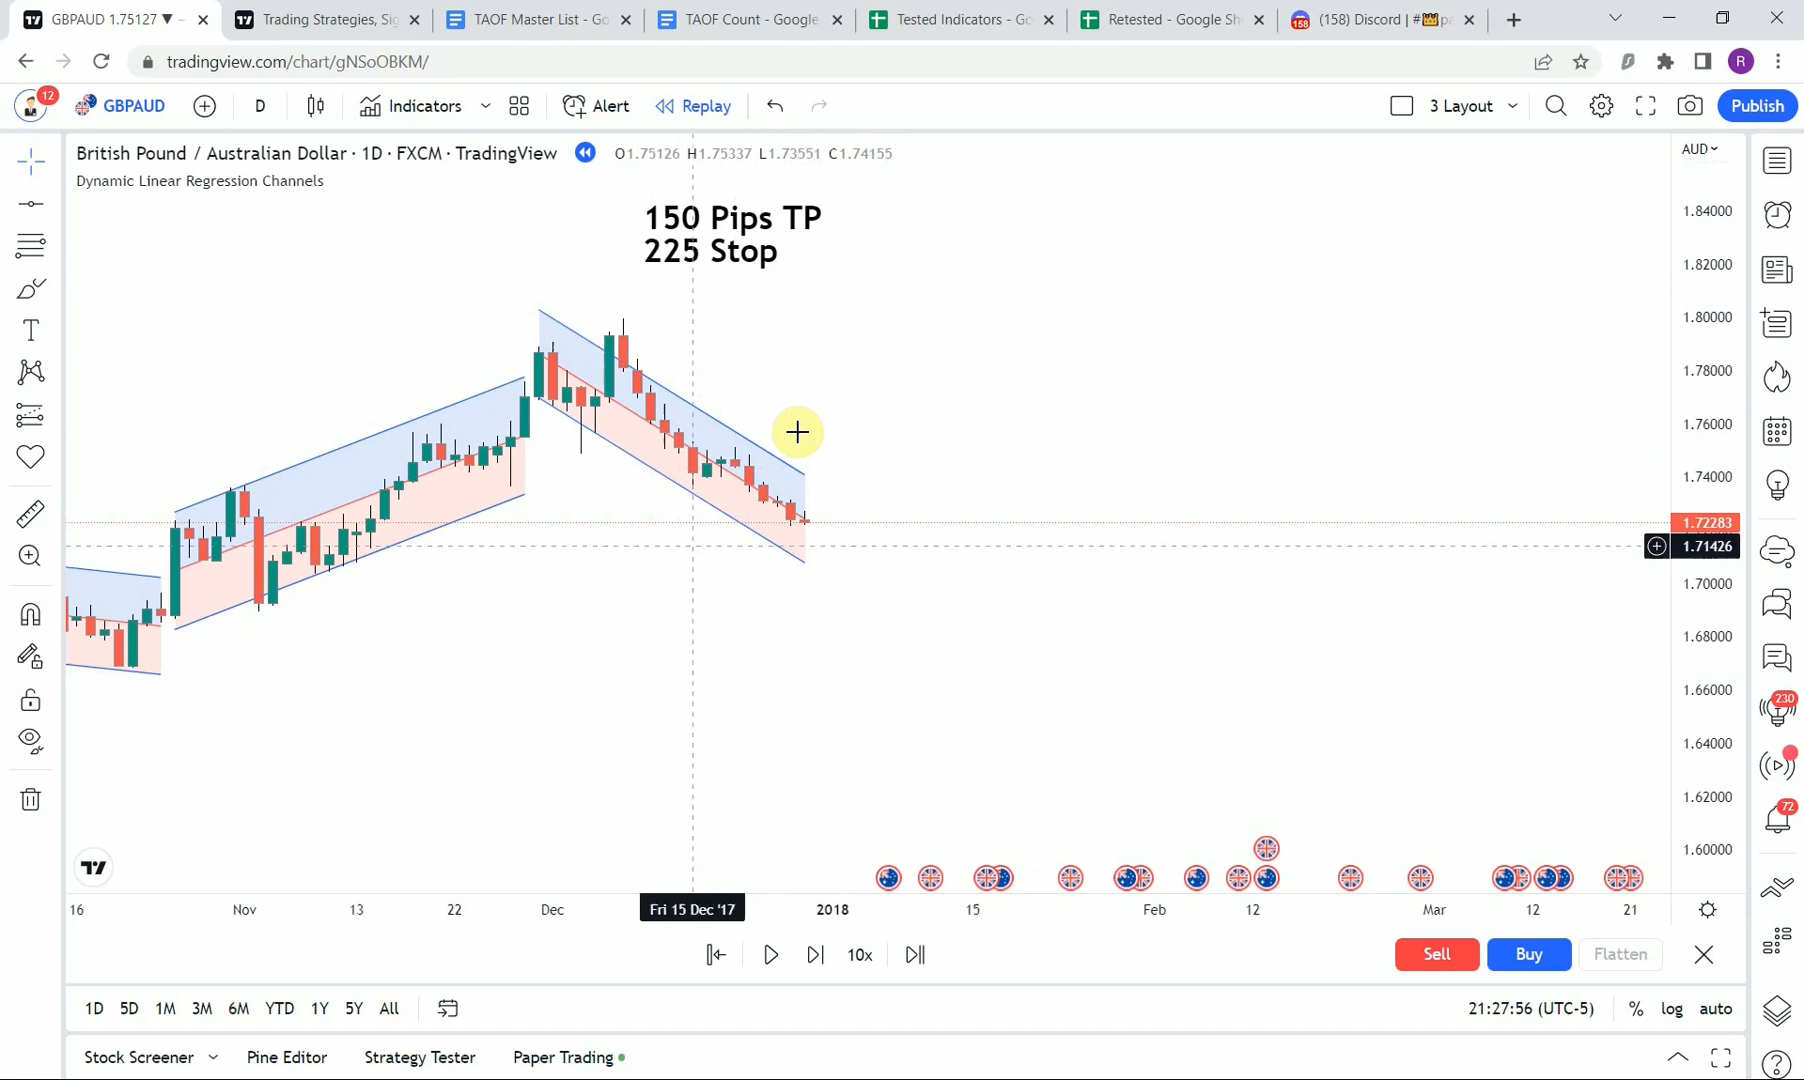 GBPAUD 1.75127 ▼ –
Trading Strategies, Sig
TAOF Master List - Go
TAOF Count - Google
Tested Indicators - Go
Retested - Google Sh
(158) Discord | #
tradingview.com/chart/gNSoOBKM/
R
12
GBPAUD
D
Indicators
Alert
Replay
3 Layout
Publish
British Pound / Australian Dollar · 1D · FXCM · TradingView
O1.75126 H1.75337 L1.73551 C1.74155
AUD
Dynamic Linear Regression Channels
150 Pips TP
225 Stop
1.84000
1.82000
1.80000
1.78000
1.76000
1.74000
1.72283
1.71426
1.70000
1.68000
1.66000
1.64000
1.62000
1.60000
230
72
16
Nov
13
22
Dec
Fri 15 Dec '17
2018
15
Feb
12
Mar
12
21
10x
Sell
Buy
Flatten
1D 5D 1M 3M 6M YTD 1Y 5Y All
21:27:56 (UTC-5)
% log auto
Stock Screener
Pine Editor
Strategy Tester
Paper Trading